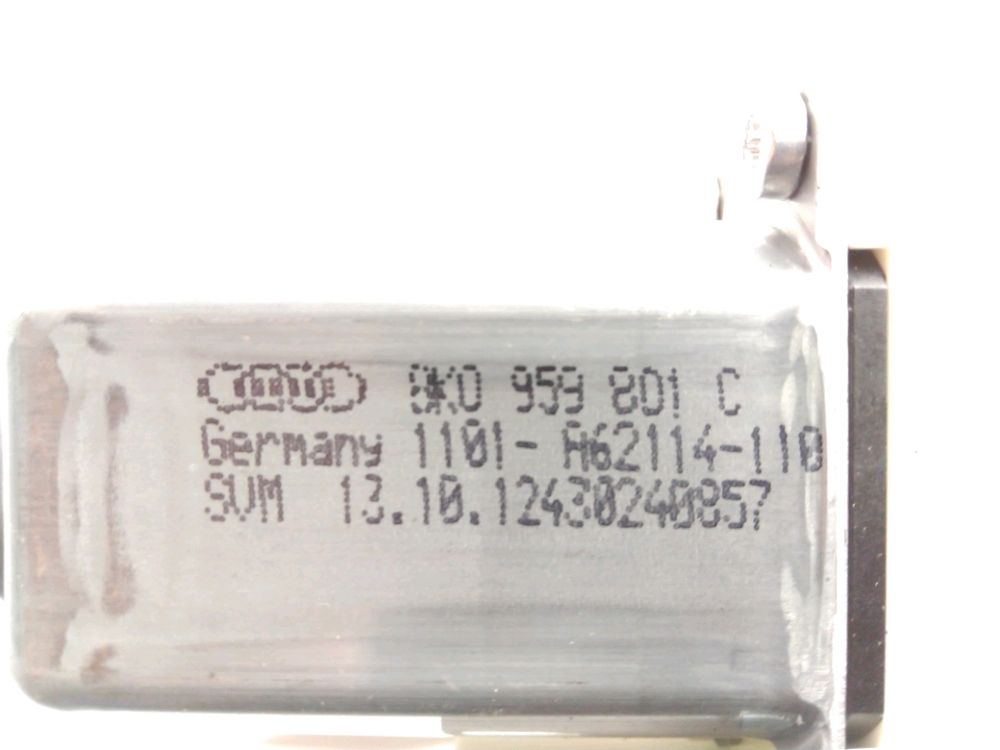 8K0 959 801 C
Germany 1101- A62114-110
SVM 13.10.12430240857